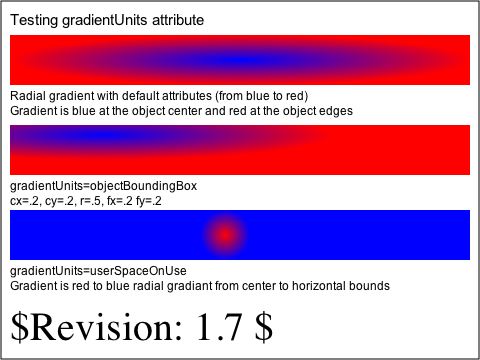 Testing gradientUnits attribute
Radial gradient with default attributes (from blue to red)
Gradient is blue at the object center and red at the object edges
gradientUnits=objectBoundingBox
cx=.2, cy=.2, r=.5, fx=.2 fy=.2
gradientUnits=userSpaceOnUse
Gradient is red to blue radial gradiant from center to horizontal bounds
$Revision: 1.7 $